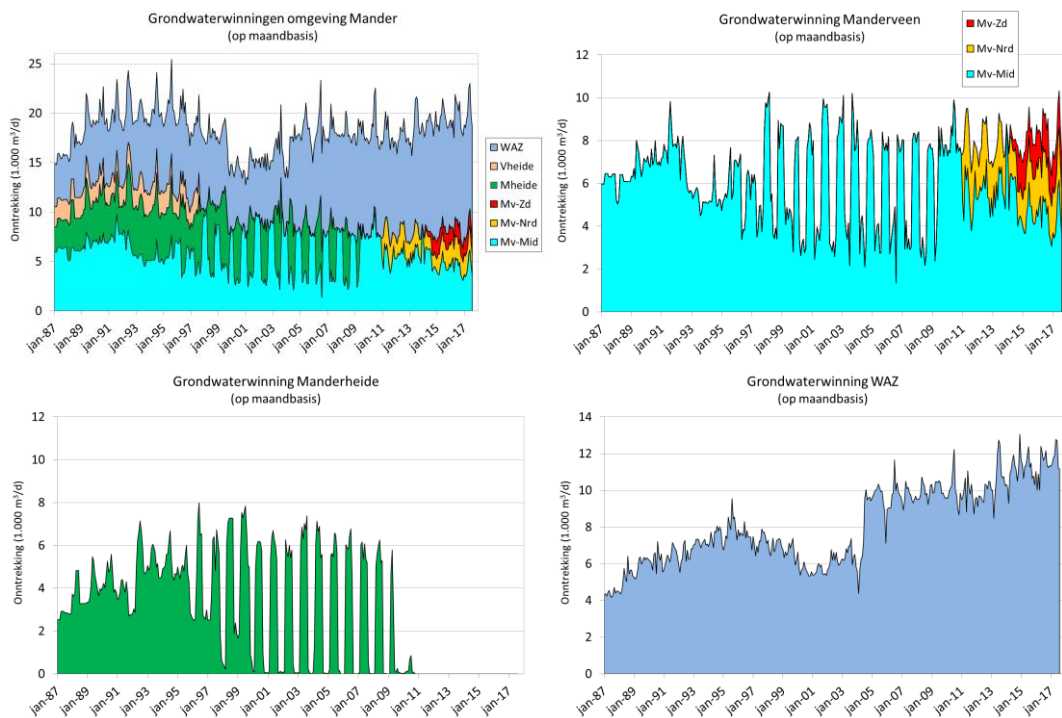 Grondwaterwinningen omgeving Mander
(op maandbasis)
Onttrekking (1.000 m³/d)
25
20
15
10
5
0
jan-87
jan-89
jan-91
jan-93
jan-95
jan-97
jan-99
jan-01
jan-03
jan-05
jan-07
jan-09
jan-11
jan-13
jan-15
jan-17
WAZ
Vheide
Mheide
Mv-Zd
Mv-Nrd
Mv-Mid
Grondwaterwinning Manderveen
(op maandbasis)
Mv-Zd
Mv-Nrd
Mv-Mid
Onntrekking (1.000 m³/d)
12
10
8
6
4
2
0
jan-87
jan-89
jan-91
jan-93
jan-95
jan-97
jan-99
jan-01
jan-03
jan-05
jan-07
jan-09
jan-11
jan-13
jan-15
jan-17
Grondwaterwinning Manderheide
(op maandbasis)
Onntrekking (1.000 m³/d)
12
10
8
6
4
2
0
jan-87
jan-89
jan-91
jan-93
jan-95
jan-97
jan-99
jan-01
jan-03
jan-05
jan-07
jan-09
jan-11
jan-13
jan-15
jan-17
Grondwaterwinning WAZ
(op maandbasis)
Onntrekking (1.000 m³/d)
14
12
10
8
6
4
2
0
jan-87
jan-89
jan-91
jan-93
jan-95
jan-97
jan-99
jan-01
jan-03
jan-05
jan-07
jan-09
jan-11
jan-13
jan-15
jan-17